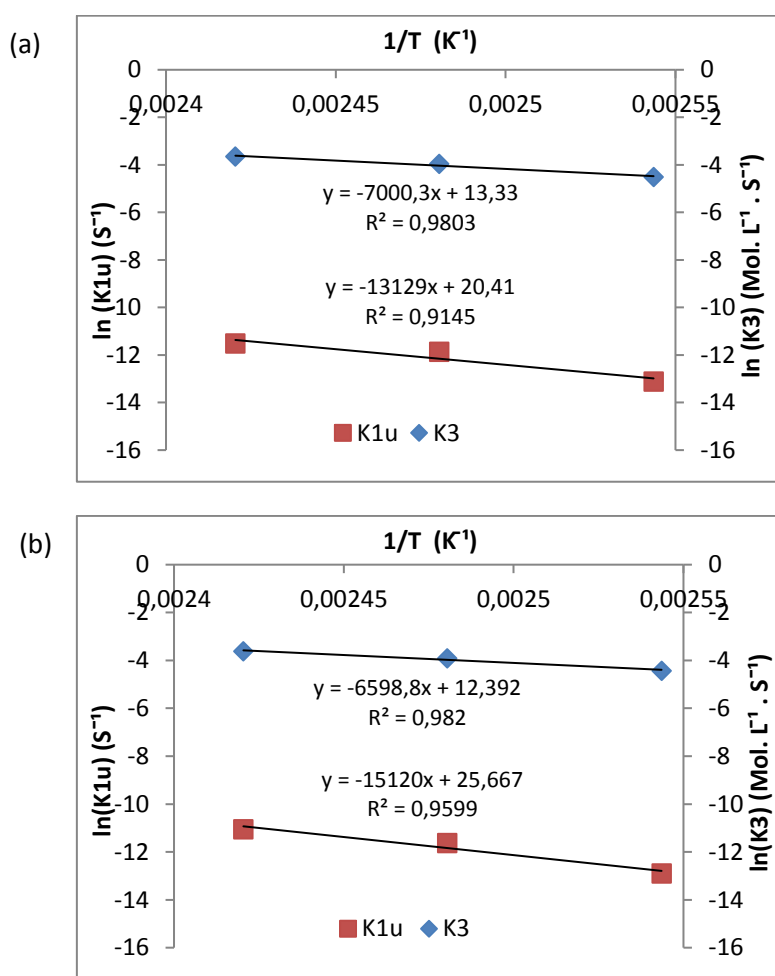 (a)
1/T (K⁻¹)
0 0
0,0024 0,00245 0,0025 0,00255
-2 -2
-4 -4
y = -7000,3x + 13,33
-6 -6
R² = 0,9803
-8 -8
y = -13129x + 20,41
-10 -10
R² = 0,9145
-12 -12
-14 -14
K1u K3
-16 -16
ln (K1u) (S⁻¹)
ln (K3) (Mol. L⁻¹ . S⁻¹)
(b)
1/T (K⁻¹)
0 0
0,0024 0,00245 0,0025 0,00255
-2 -2
-4 -4
y = -6598,8x + 12,392
-6 -6
R² = 0,982
-8 -8
y = -15120x + 25,667
-10 -10
R² = 0,9599
-12 -12
-14 -14
K1u K3
-16 -16
ln(K1u) (S⁻¹)
ln(K3) (Mol. L⁻¹ . S⁻¹)